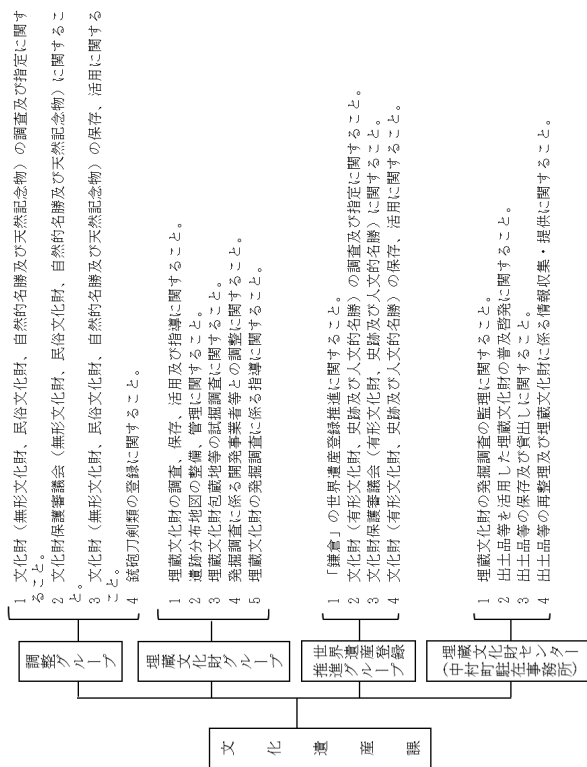 文化遺産課
調整
グループ
1 文化財（無形文化財、民俗文化財、自然的名勝及び天然記念物）の調査及び指定に関す
ること。
2 文化財保護審議会（無形文化財、民俗文化財、自然的名勝及び天然記念物）に関するこ
と。
3 文化財（無形文化財、民俗文化財、自然的名勝及び天然記念物）の保存、活用に関する
こと。
4 銃砲刀剣類の登録に関すること。
埋蔵文化財グループ
1 埋蔵文化財の調査、保存、活用及び指導に関すること。
2 遺跡分布地図の整備、管理に関すること。
3 埋蔵文化財包蔵地等の試掘調査に関すること。
4 発掘調査に係る開発事業者等との調整に関すること。
5 埋蔵文化財の発掘調査に係る指導に関すること。
世界遺産登録
推進グループ
1 「鎌倉」の世界遺産登録推進に関すること。
2 文化財（有形文化財、史跡及び人文的名勝）の調査及び指定に関すること。
3 文化財保護審議会（有形文化財、史跡及び人文的名勝）に関すること。
4 文化財（有形文化財、史跡及び人文的名勝）の保存、活用に関すること。
埋蔵文化財センター
（中村町駐在事務所）
1 埋蔵文化財の発掘調査の監理に関すること。
2 出土品等を活用した埋蔵文化財の普及啓発に関すること。
3 出土品等の保存及び貸出しに関すること。
4 出土品等の再整理及び埋蔵文化財に係る情報収集・提供に関すること。